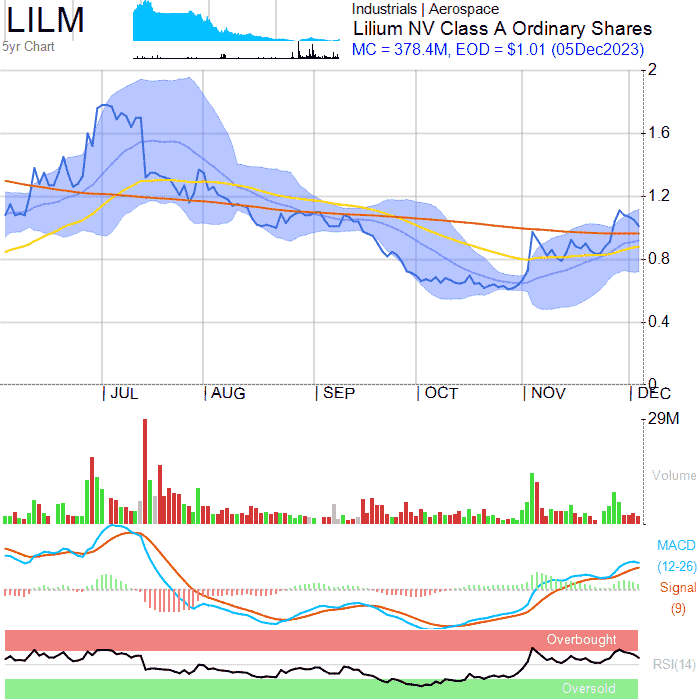 LILM
5yr Chart
Industrials | Aerospace
Lilium NV Class A Ordinary Shares
MC = 378.4M, EOD = $1.01 (05Dec2023)
2
1.6
1.2
0.8
0.4
0
JUL AUG SEP OCT NOV DEC
29M
Volume
MACD
(12-26)
Signal
(9)
Overbought
RSI(14)
Oversold